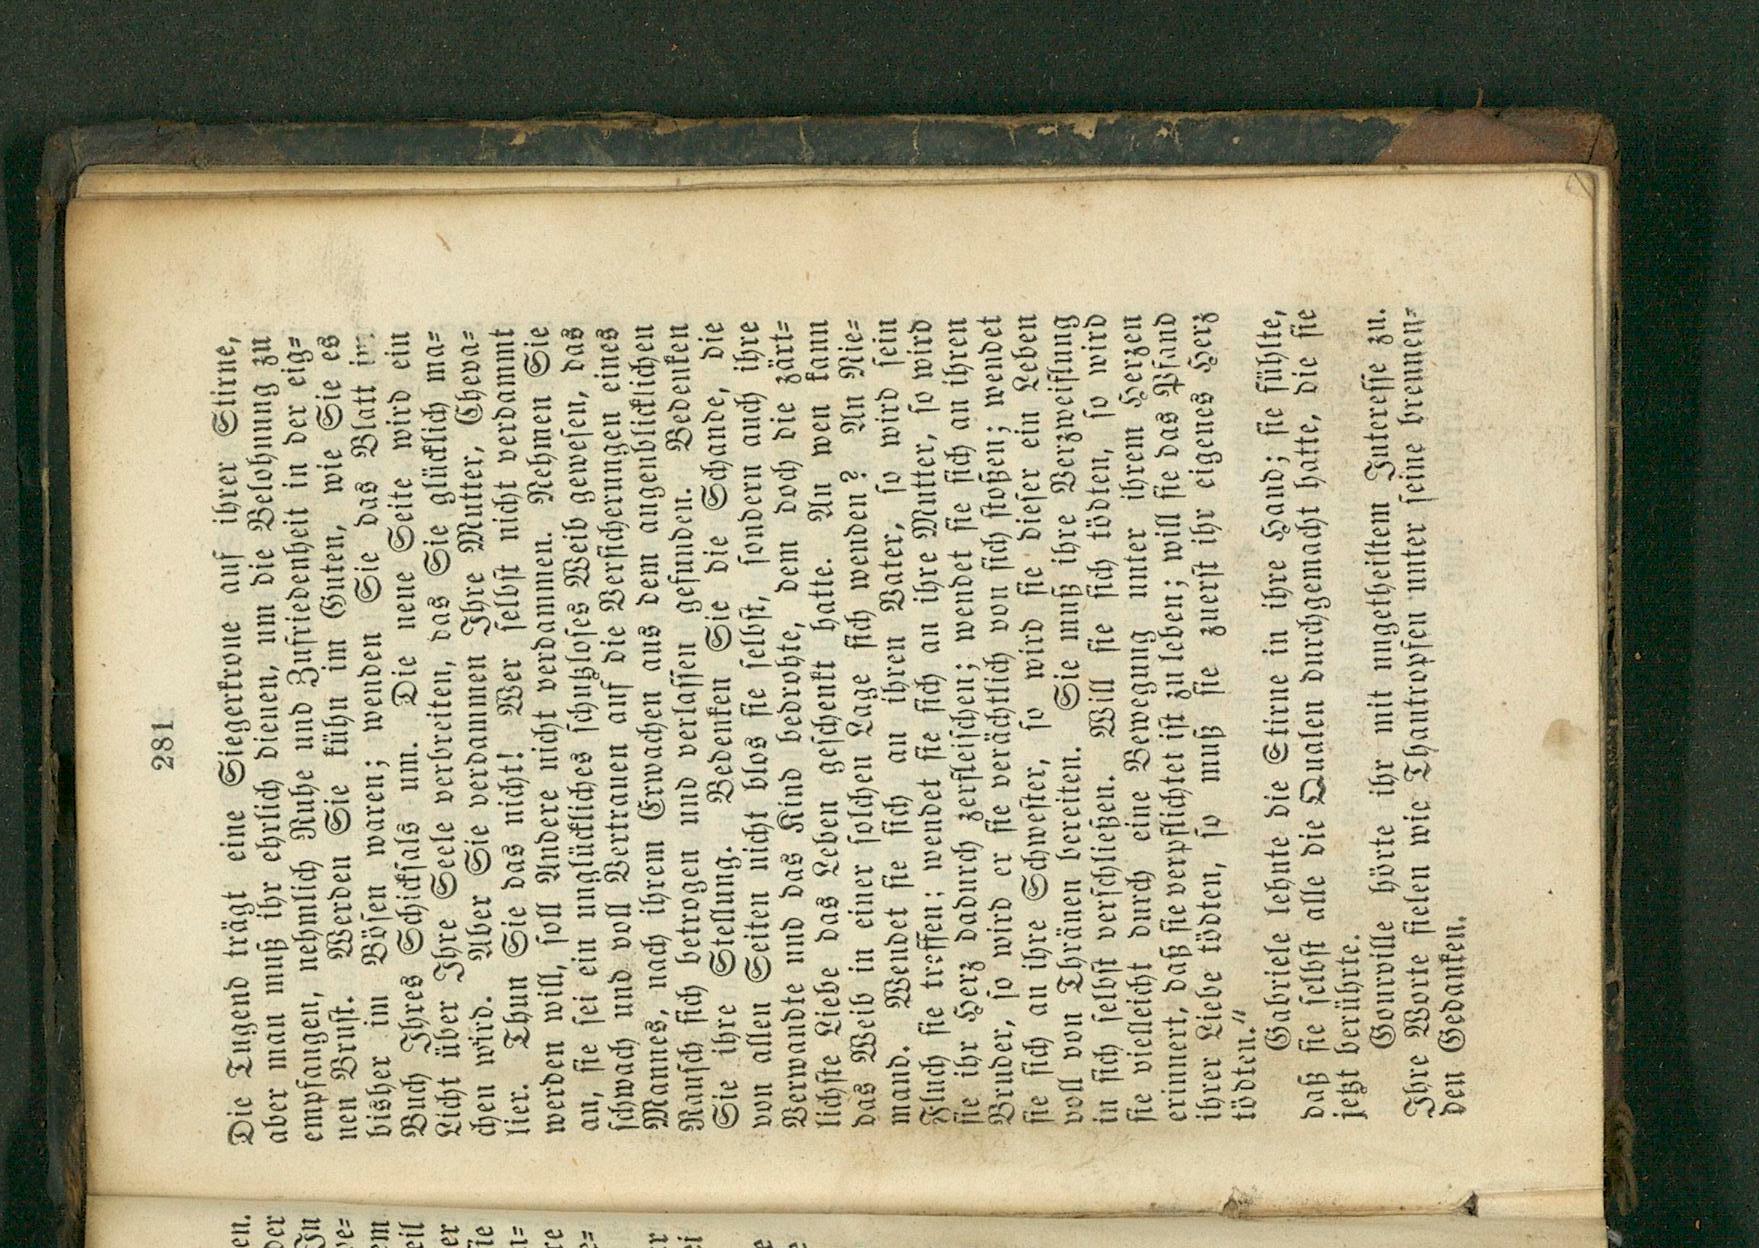 281
Die Tugend trägt eine Siegerkrone auf ihrer Stirne,
aber man muß ihr ehrlich dienen, um die Belohnung zu
empfangen, nehmlich Ruhe und Zufriedenheit in der eig=
nen Brust. Werden Sie kühn im Guten, wie Sie es
bisher im Bösen waren; wenden Sie das Blatt im
Buch Ihres Schicksals um. Die neue Seite wird ein
Licht über Ihre Seele verbreiten, das Sie glücklich ma=
chen wird. Aber Sie verdammen Ihre Mutter, Cheva=
lier. Thun Sie das nicht! Wer selbst nicht verdammt
werden will, soll Andere nicht verdammen. Nehmen Sie
an, sie sei ein unglückliches schutzloses Weib gewesen, das
schwach und voll Vertrauen auf die Versicherungen eines
Mannes, nach ihrem Erwachen aus dem augenblicklichen
Rausch sich betrogen und verlassen gefunden. Bedenken
Sie ihre Stellung. Bedenken Sie die Schande, die
von allen Seiten nicht blos sie selbst, sondern auch ihre
Verwandte und das Kind bedrohte, dem doch die zärt=
lichste Liebe das Leben geschenkt hatte. An wen kann
das Weib in einer solchen Lage sich wenden? An Nie=
mand. Wendet sie sich an ihren Vater, so wird sein
Fluch sie treffen; wendet sie sich an ihre Mutter, so wird
sie ihr Herz dadurch zerfleischen; wendet sie sich an ihren
Bruder, so wird er sie verächtlich von sich stoßen; wendet
sie sich an ihre Schwester, so wird sie dieser ein Leben
voll von Thränen bereiten. Sie muß ihre Verzweiflung
in sich selbst verschließen. Will sie sich tödten, so wird
sie vielleicht durch eine Bewegung unter ihrem Herzen
erinnert, daß sie verpflichtet ist zu leben; will sie das Pfand
ihrer Liebe tödten, so muß sie zuerst ihr eigenes Herz
tödten.“
Gabriele lehnte die Stirne in ihre Hand; sie fühlte,
daß sie selbst alle die Qualen durchgemacht hatte, die sie
jetzt berührte.
Gourville hörte ihr mit ungetheiltem Interesse zu.
Ihre Worte fielen wie Thautropfen unter seine brennen=
den Gedanken.